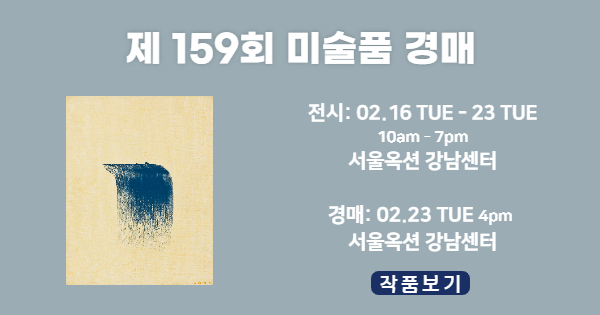 제 159회 미술품 경매
전시: 02.16 TUE - 23 TUE
10am - 7pm
서울옥션 강남센터
경매: 02.23 TUE 4pm
서울옥션 강남센터
작품보기